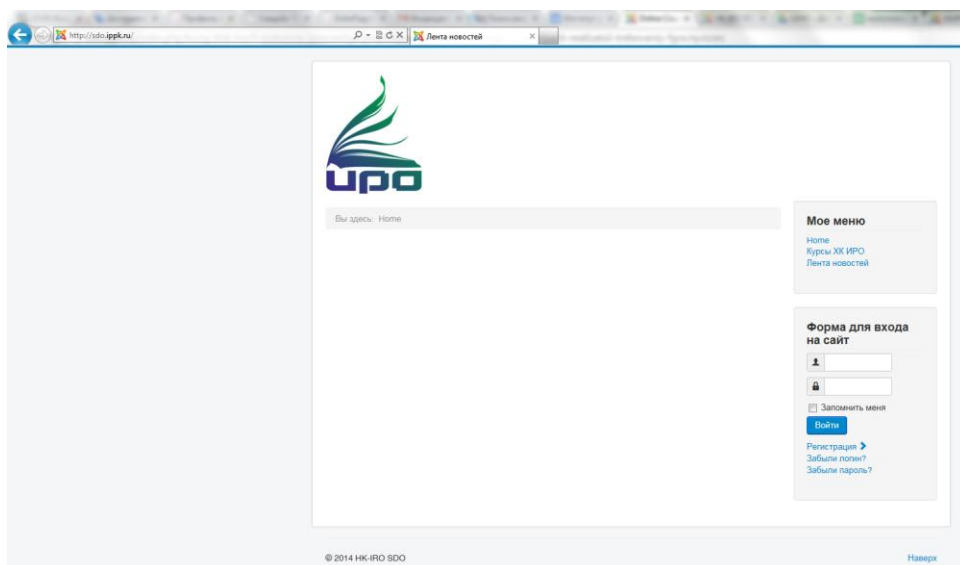 http://sdo.ippk.ru/
Лента новостей
иро
Вы здесь: Home
Мое меню
Home
Курсы ХК ИРО
Лента новостей
Форма для входа
на сайт
Запомнить меня
Войти
Регистрация
Забыли логин?
Забыли пароль?
© 2014 HK-IRO SDO
Наверх